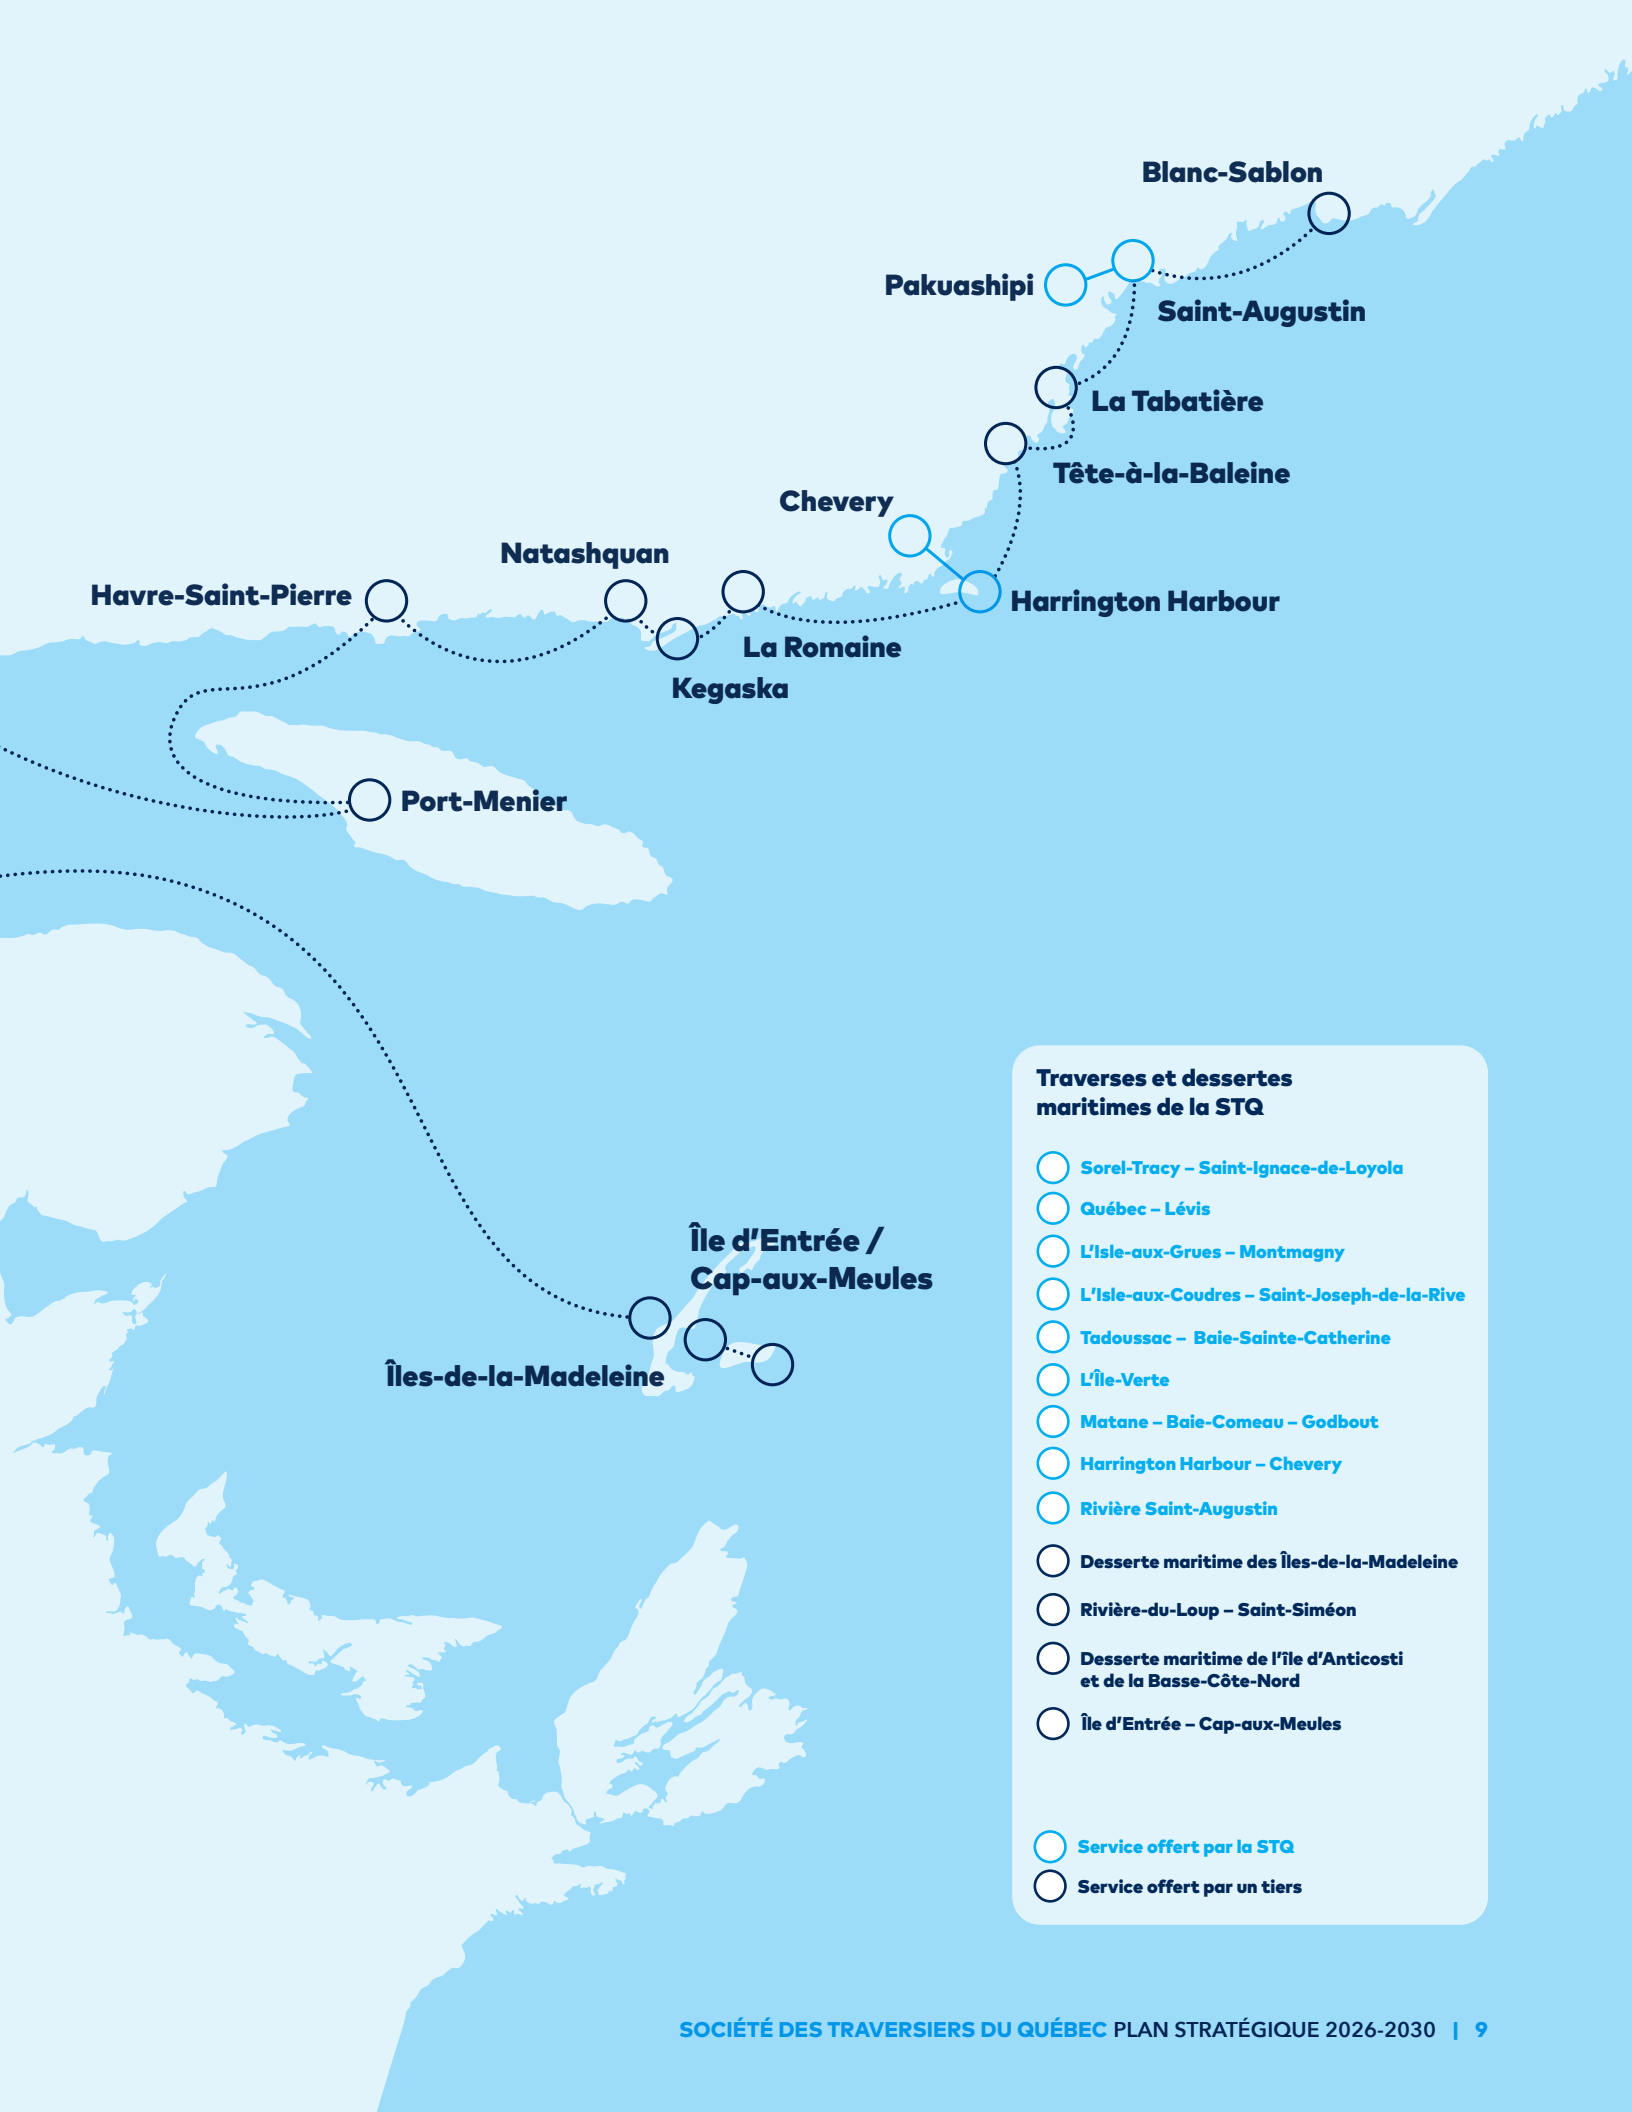 Blanc-Sablon
Pakuashipi
Saint-Augustin
La Tabatière
Tête-à-la-Baleine
Chevery
Natashquan
Havre-Saint-Pierre
Harrington Harbour
La Romaine
Kegaska
Port-Menier
Île d’Entrée /
Cap-aux-Meules
Îles-de-la-Madeleine
Traverses et dessertes
maritimes de la STQ
Sorel-Tracy – Saint-Ignace-de-Loyola
Québec – Lévis
L’Isle-aux-Grues – Montmagny
L’Isle-aux-Coudres – Saint-Joseph-de-la-Rive
Tadoussac – Baie-Sainte-Catherine
L’Île-Verte
Matane – Baie-Comeau – Godbout
Harrington Harbour – Chevery
Rivière Saint-Augustin
Desserte maritime des Îles-de-la-Madeleine
Rivière-du-Loup – Saint-Siméon
Desserte maritime de l’île d’Anticosti
et de la Basse-Côte-Nord
Île d’Entrée – Cap-aux-Meules
Service offert par la STQ
Service offert par un tiers
SOCIÉTÉ DES TRAVERSIERS DU QUÉBEC PLAN STRATÉGIQUE 2026-2030 | 9